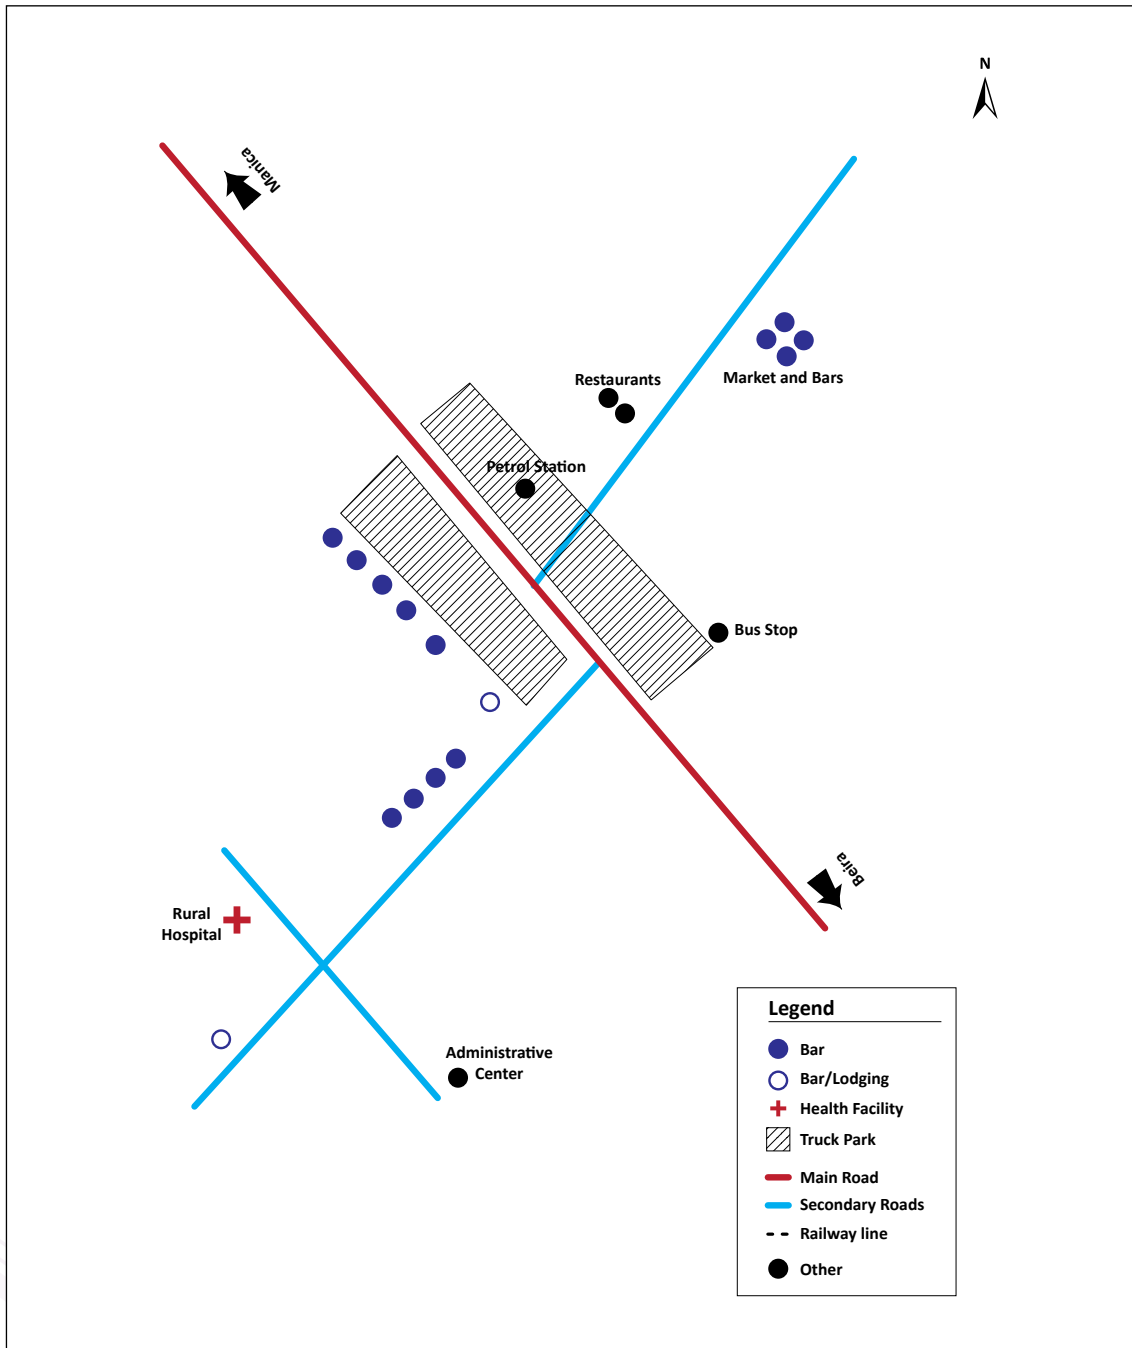 N
Manica
Restaurants
Market and Bars
Petrol Station
Bus Stop
Beira
Rural
Hospital
Administrative
Center
Legend
Bar
Bar/Lodging
Health Facility
Truck Park
Main Road
Secondary Roads
Railway line
Other